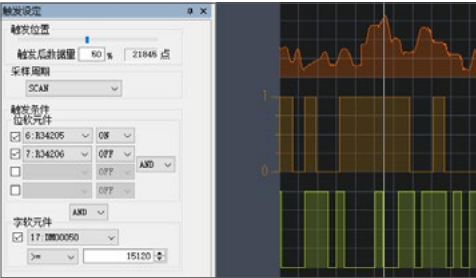 触发设定
触发位置
触发后数据量 50 % 21845 点
采样周期
SCAN
触发条件
位软元件
6:R34205 ON
7:R34206 OFF
OFF AND
OFF
AND
字软元件
17:DM00050
>= 15120
1
0